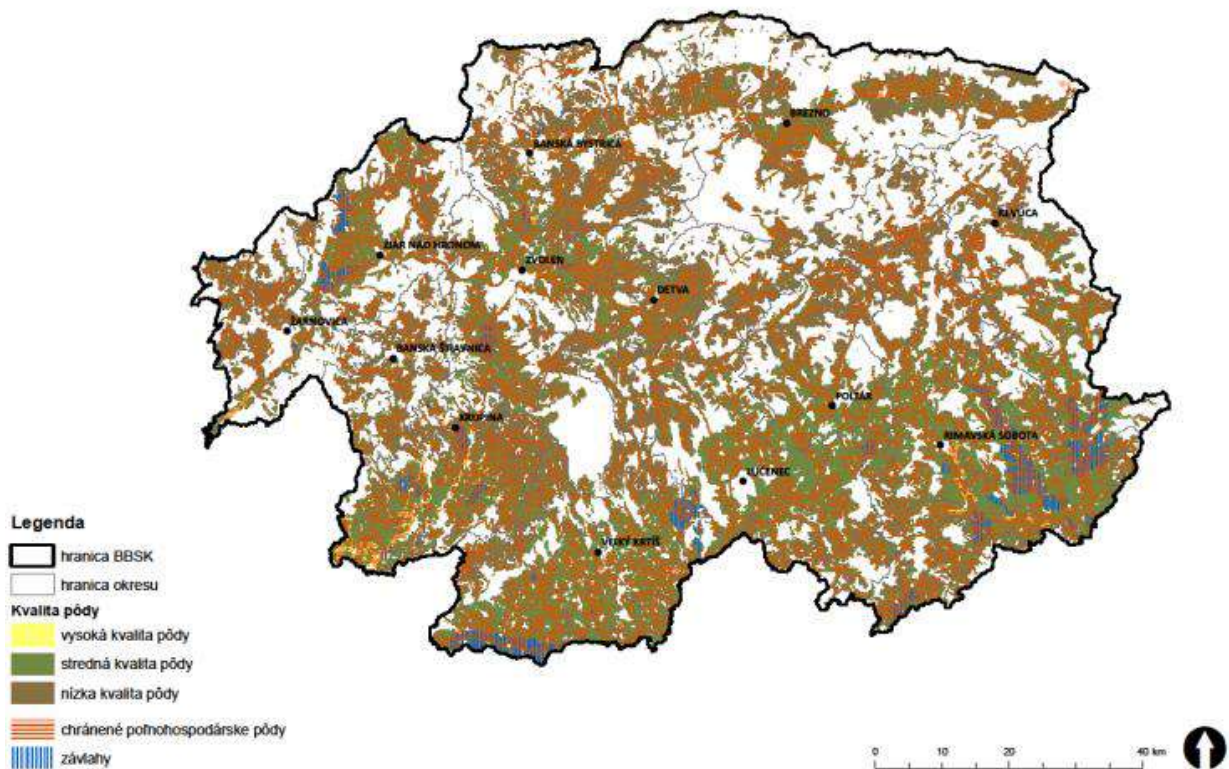 BREZNO
BANSKÁ BYSTRICA
REVÚCA
ŽIAR NAD HRONOM
ZVOLEN
DETVA
ŽARNOVICA
BANSKÁ ŠTIAVNICA
POLTÁR
KRUPINA
RIMAVSKÁ SOBOTA
LUČENEC
VEĽKÝ KRTÍŠ
Legenda
hranica BBSK
hranica okresu
Kvalita pôdy
vysoká kvalita pôdy
stredná kvalita pôdy
nízka kvalita pôdy
chránené poľnohospodárske pôdy
závlahy
0 10 20 40 km